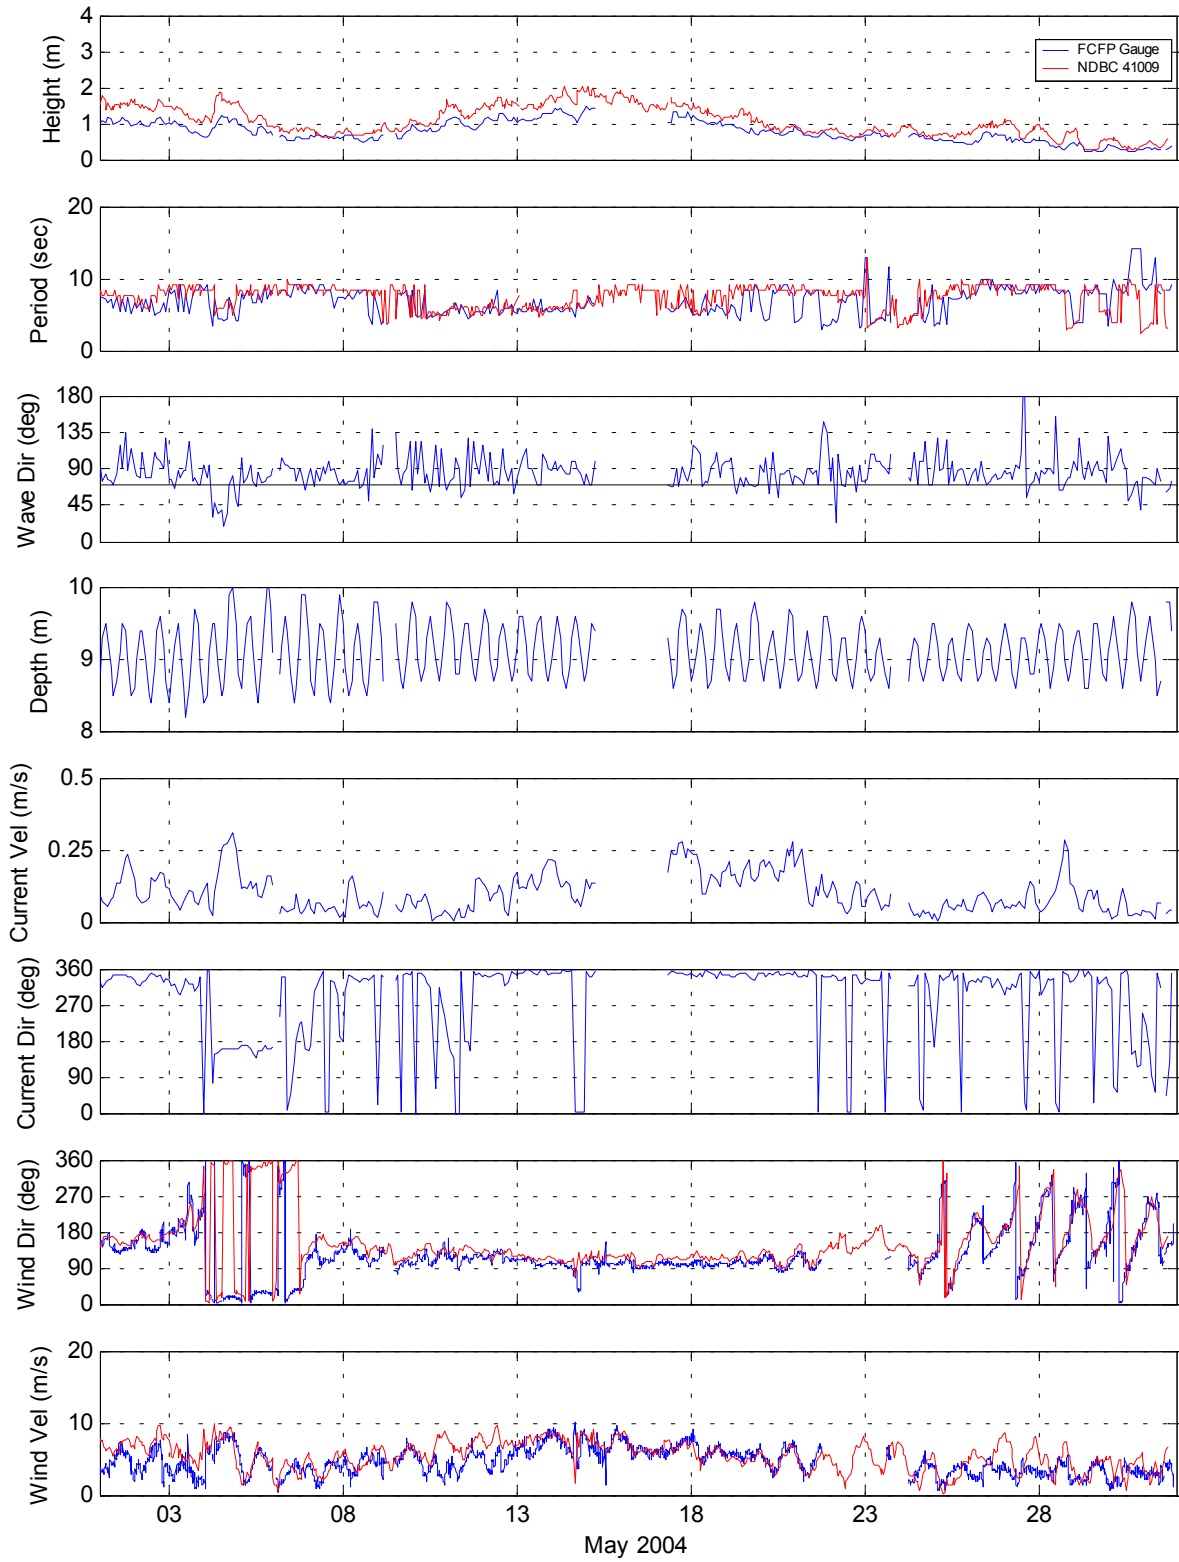 Height (m)
4
3
2
1
0
FCFP Gauge
NDBC 41009
Period (sec)
20
10
0
Wave Dir (deg)
180
135
90
45
0
Depth (m)
10
9
8
Current Vel (m/s)
0.5
0.25
0
Current Dir (deg)
360
270
180
90
0
Wind Dir (deg)
360
270
180
90
0
Wind Vel (m/s)
20
10
0
03 08 13 18 23 28
May 2004